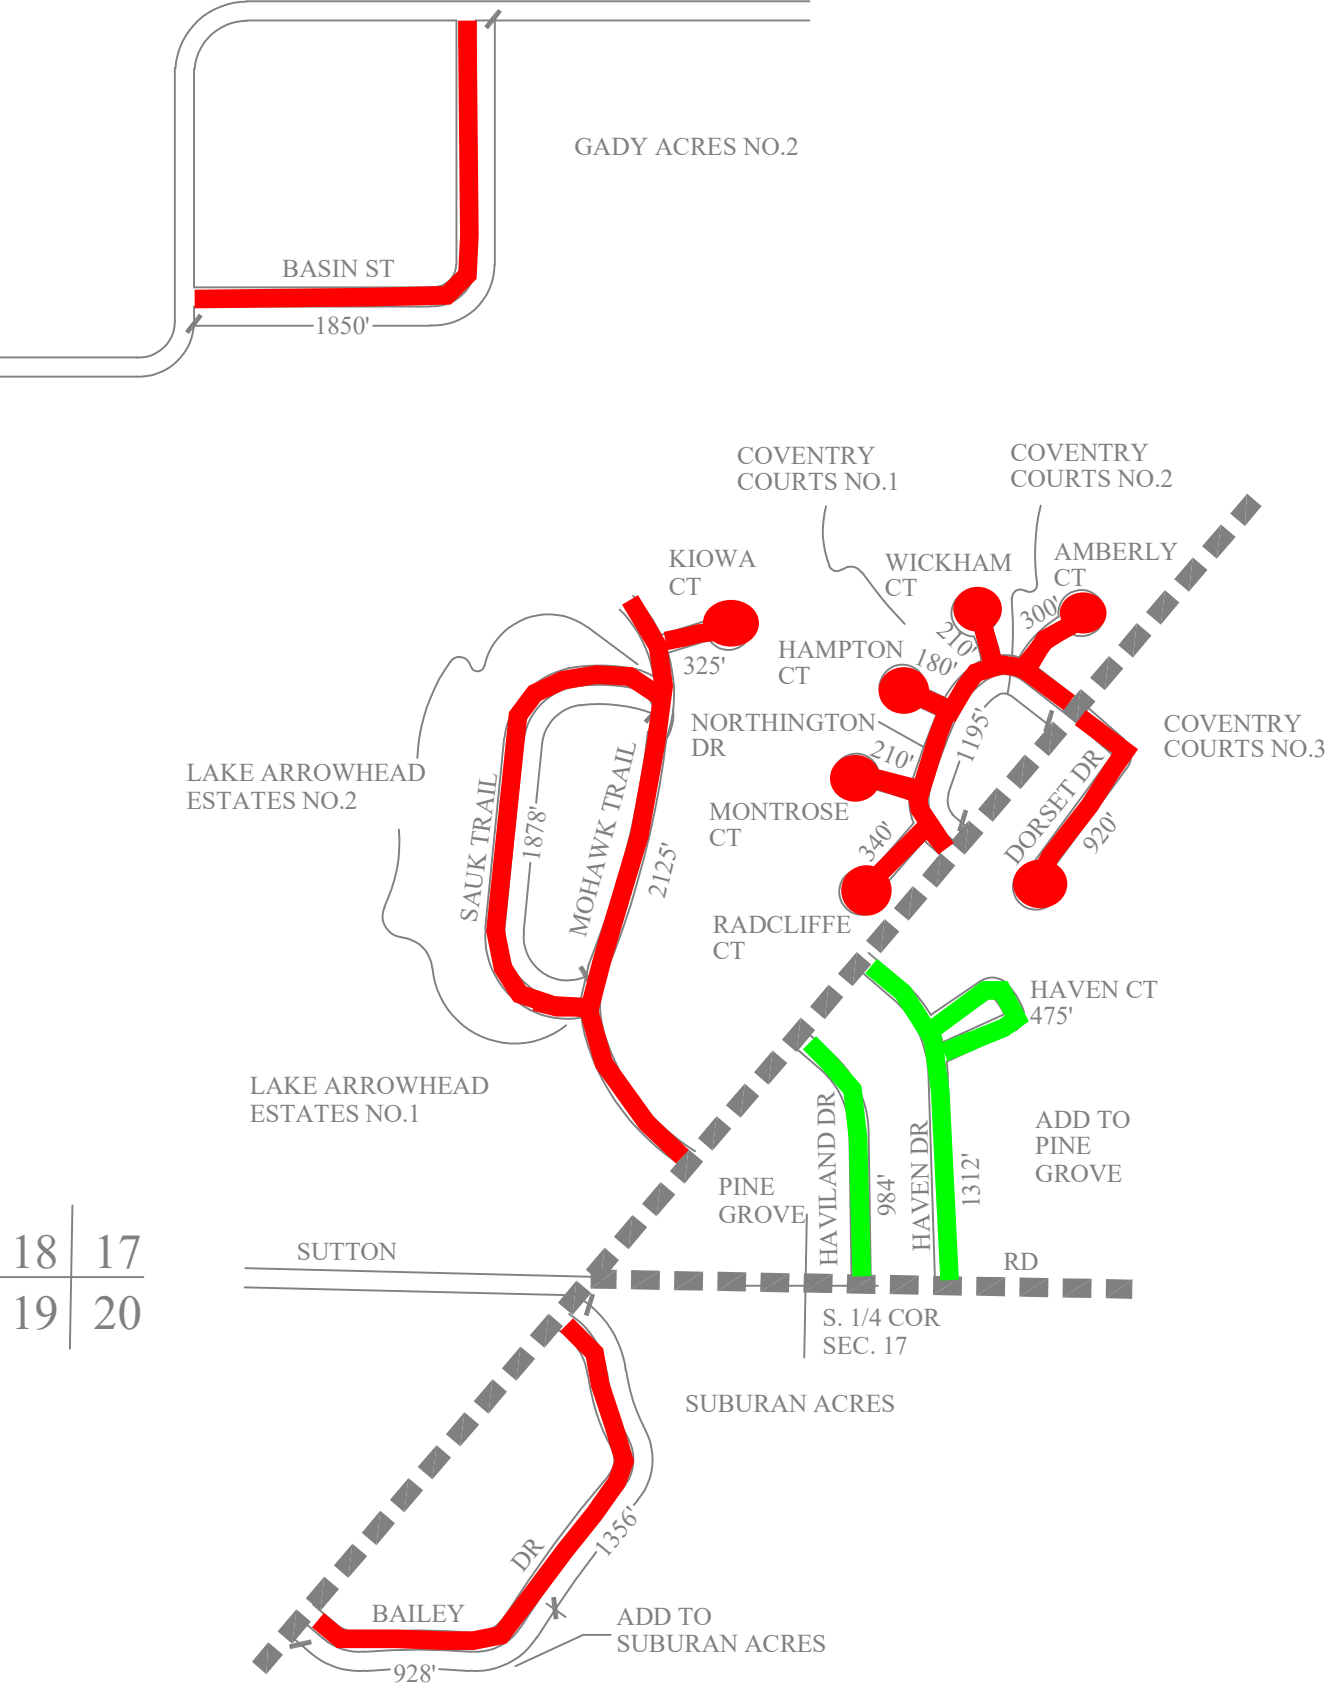 GADY ACRES NO.2
BASIN ST
1850'
COVENTRY
COURTS NO.1
COVENTRY
COURTS NO.2
KIOWA
CT
325'
WICKHAM
CT
210'
AMBERLY
CT
300'
HAMPTON
CT
180'
NORTHINGTON
DR
1195'
COVENTRY
COURTS NO.3
210'
MONTROSE
CT
DORSET DR
920'
340'
RADCLIFFE
CT
LAKE ARROWHEAD
ESTATES NO.2
SAUK TRAIL
1878'
MOHAWK TRAIL
2125'
HAVEN CT
475'
LAKE ARROWHEAD
ESTATES NO.1
HAVILAND DR
984'
HAVEN DR
1312'
ADD TO
PINE
GROVE
PINE
GROVE
18 17
19 20
SUTTON
RD
S. 1/4 COR
SEC. 17
SUBURAN ACRES
1356'
DR
BAILEY
928'
ADD TO
SUBURAN ACRES